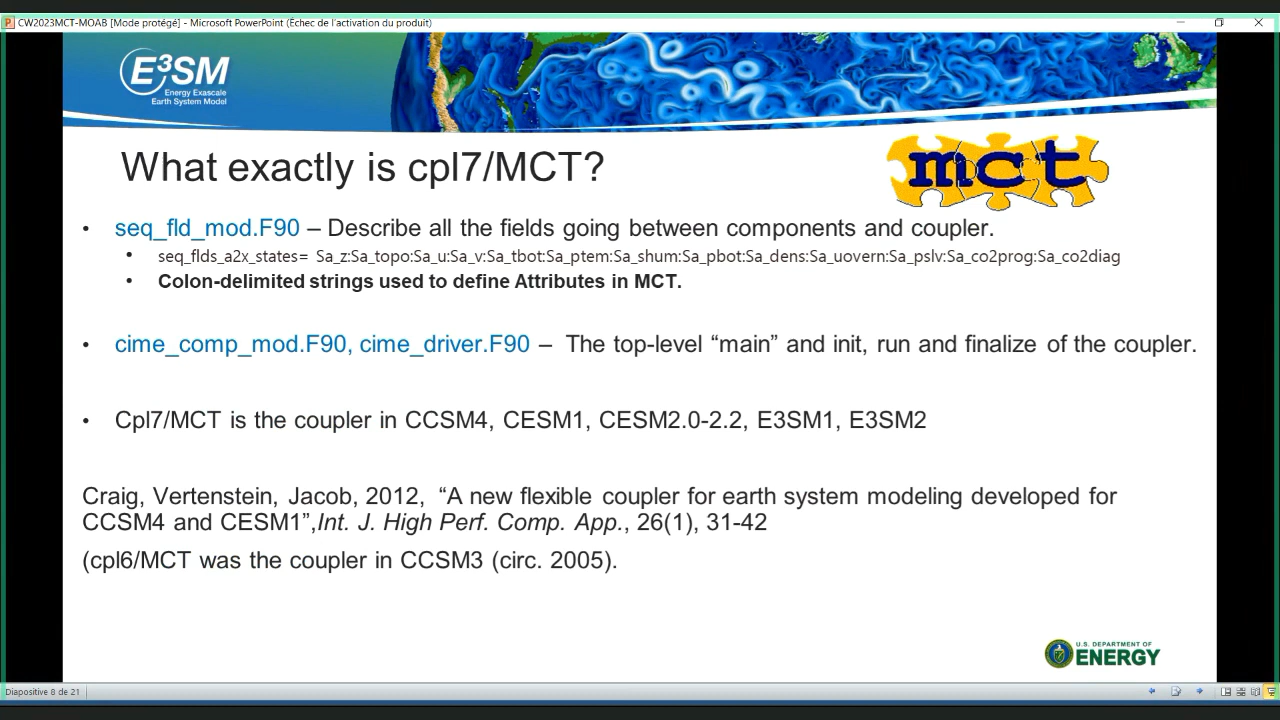 CW2023MCT-MOAB [Mode protégé] - Microsoft PowerPoint (Échec de l'activation du produit)
E³SM
Energy Exascale
Earth System Model
What exactly is cpl7/MCT?
mct
• seq_fld_mod.F90 – Describe all the fields going between components and coupler.
• seq_flds_a2x_states= Sa_z:Sa_topo:Sa_u:Sa_v:Sa_tbot:Sa_ptem:Sa_shum:Sa_pbot:Sa_dens:Sa_uovern:Sa_pslv:Sa_co2prog:Sa_co2diag
• Colon-delimited strings used to define Attributes in MCT.
• cime_comp_mod.F90, cime_driver.F90 – The top-level “main” and init, run and finalize of the coupler.
• Cpl7/MCT is the coupler in CCSM4, CESM1, CESM2.0-2.2, E3SM1, E3SM2
Craig, Vertenstein, Jacob, 2012, “A new flexible coupler for earth system modeling developed for
CCSM4 and CESM1”,Int. J. High Perf. Comp. App., 26(1), 31-42
(cpl6/MCT was the coupler in CCSM3 (circ. 2005).
U.S. DEPARTMENT OF
ENERGY
Diapositive 8 de 21